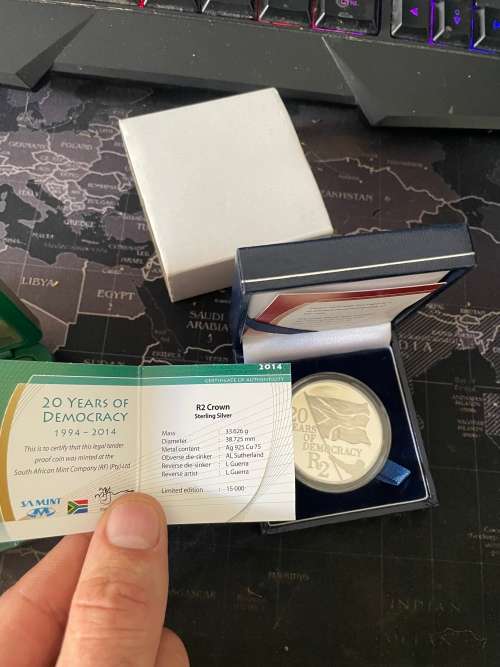 GERMANY
POLAND
KAZAKHSTAN
LIBYA
EGYPT
SAUDI
ARABIA
2014
CERTIFICATE OF AUTHENTICITY
20 YEARS OF
DEMOCRACY
1994 - 2014
This is to certify that this legal tender
proof coin was minted at the
South African Mint Company (RF) (Pty) Ltd
SA MINT
R2 Crown
Sterling Silver
Mass : 33.626 g
Diameter : 38.725 mm
Metal content : Ag 925 Cu 75
Obverse die-sinker : AL Sutherland
Reverse die-sinker : L Guerra
Reverse artist : L Guerra
Limited edition : 15 000
20
YEARS
OF
DEMOCRACY
R2
MADAGASCAR
INDIAN
OCEAN